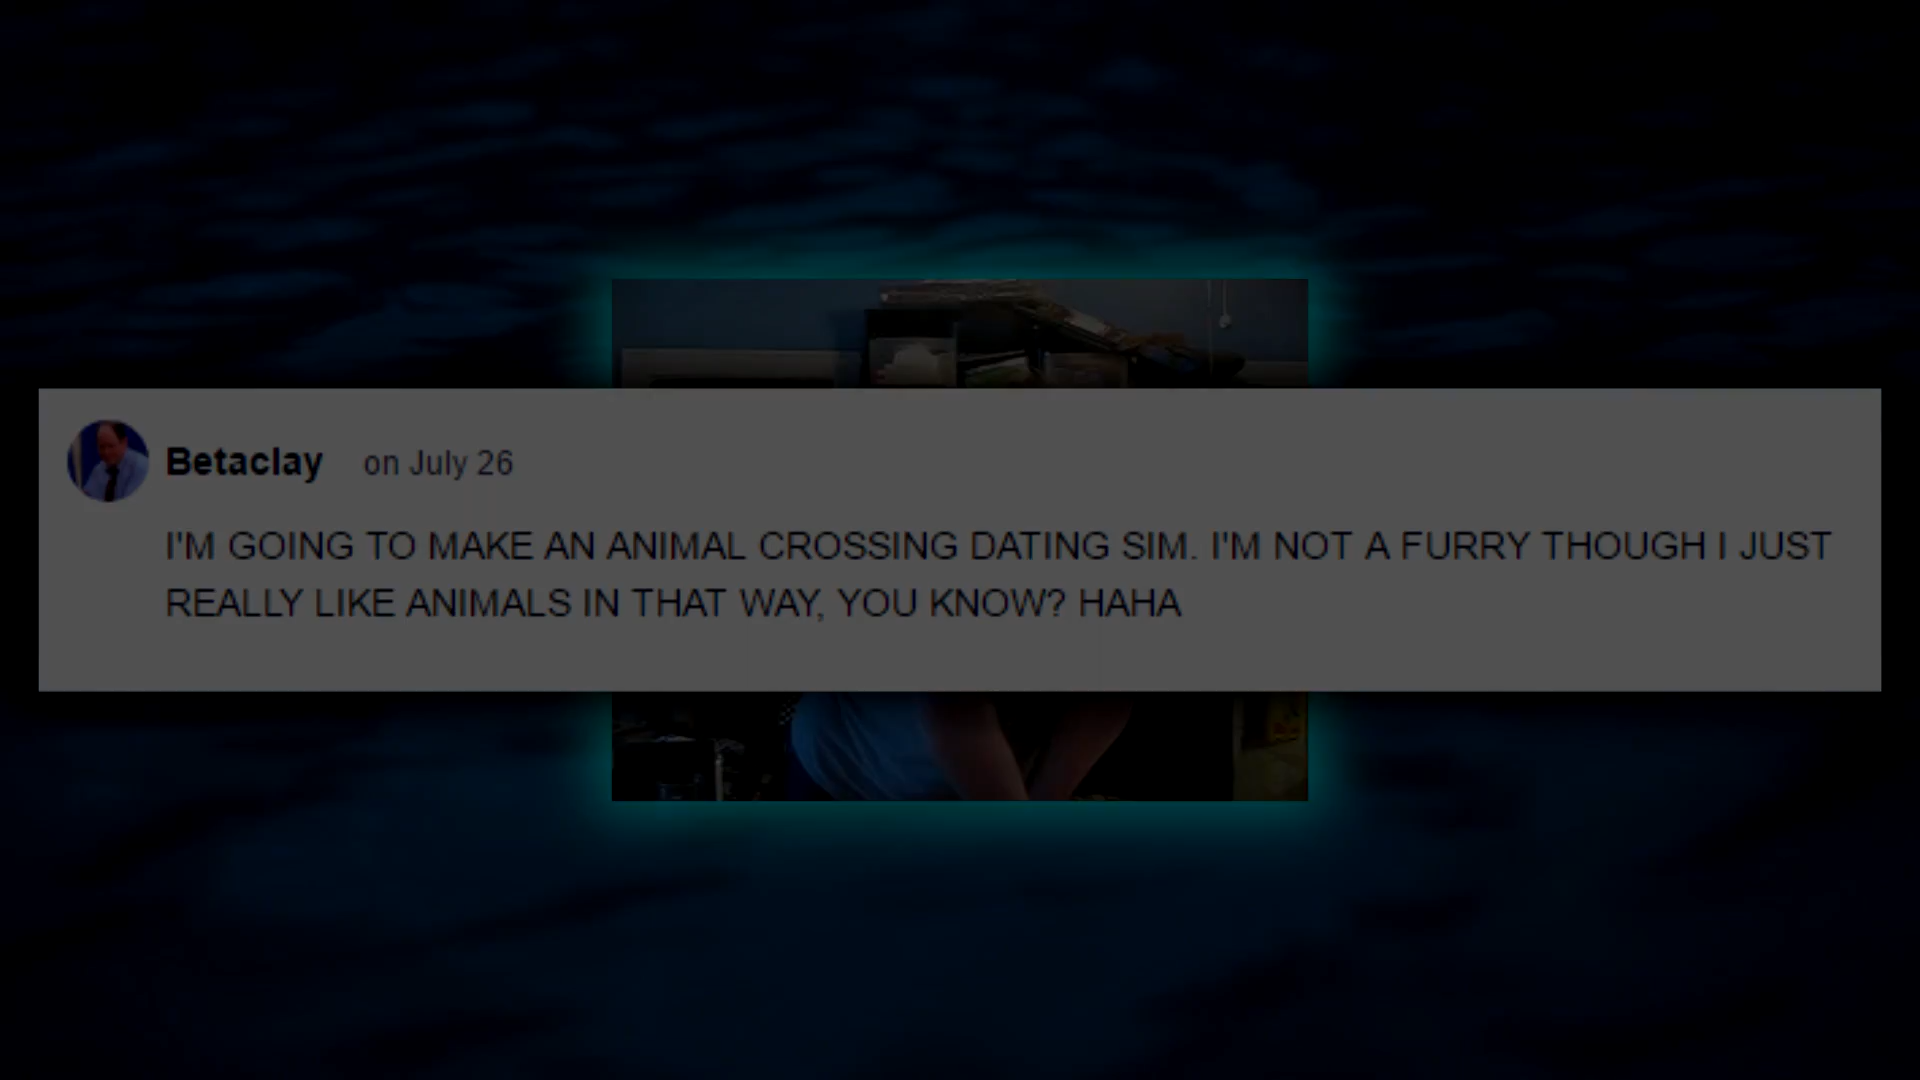 Betaclay on July 26
I'M GOING TO MAKE AN ANIMAL CROSSING DATING SIM. I'M NOT A FURRY THOUGH I JUST
REALLY LIKE ANIMALS IN THAT WAY, YOU KNOW? HAHA